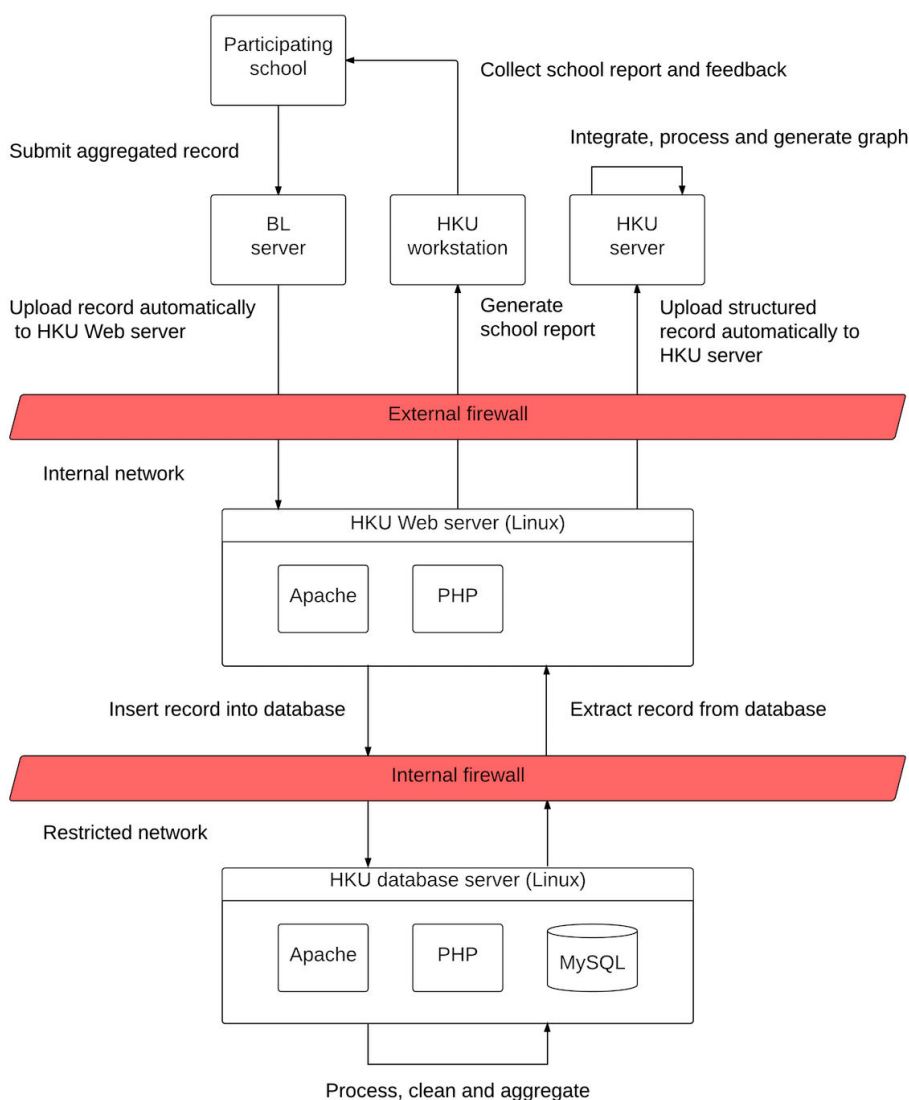 Participating
school
Collect school report and feedback
Integrate, process and generate graph
Submit aggregated record
BL
server
HKU
workstation
HKU
server
Upload record automatically
to HKU Web server
Generate
school report
Upload structured
record automatically to
HKU server
External firewall
Internal network
HKU Web server (Linux)
Apache
PHP
Insert record into database
Extract record from database
Internal firewall
Restricted network
HKU database server (Linux)
Apache
PHP
MySQL
Process, clean and aggregate